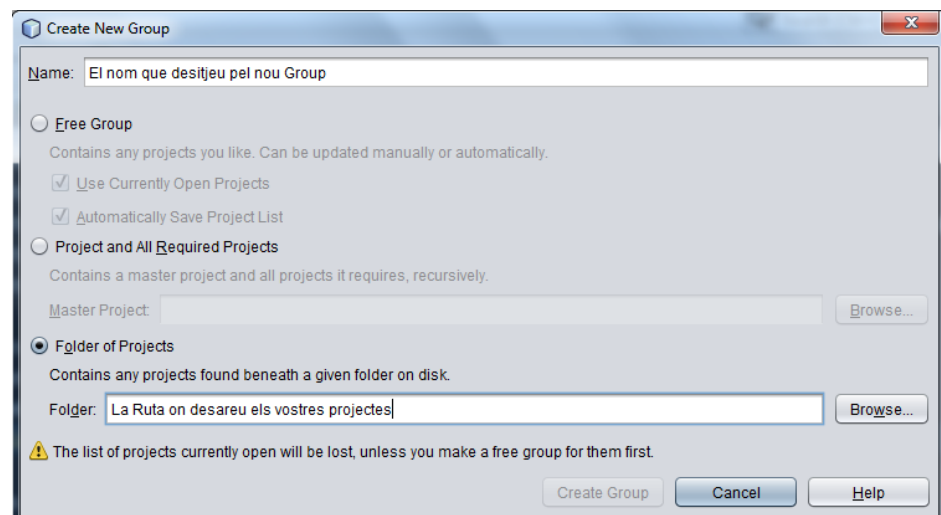 Create New Group
Name: El nom que desitjeu pel nou Group
Free Group
Contains any projects you like. Can be updated manually or automatically.
Use Currently Open Projects
Automatically Save Project List
Project and All Required Projects
Contains a master project and all projects it requires, recursively.
Master Project: Browse...
Folder of Projects
Contains any projects found beneath a given folder on disk.
Folder: La Ruta on desareu els vostres projectes Browse...
The list of projects currently open will be lost, unless you make a free group for them first.
Create Group Cancel Help